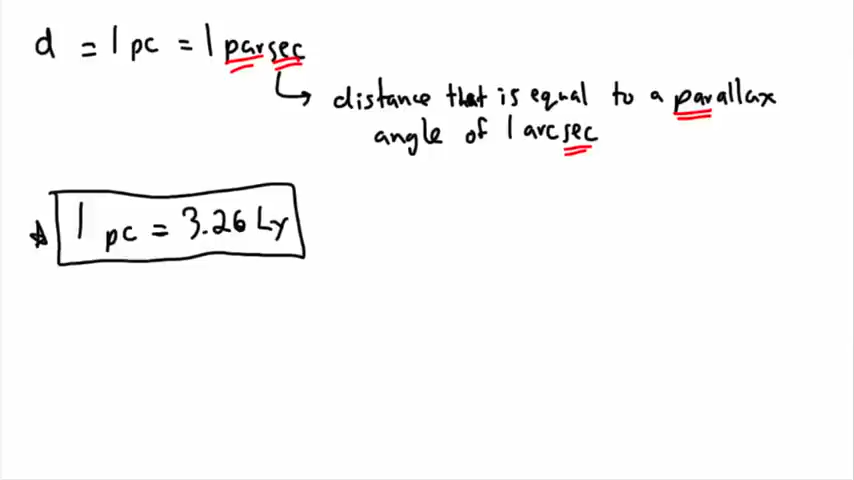 d = 1 pc = 1 parsec
distance that is equal to a parallax
angle of 1 arcsec
1 pc = 3.26 Ly